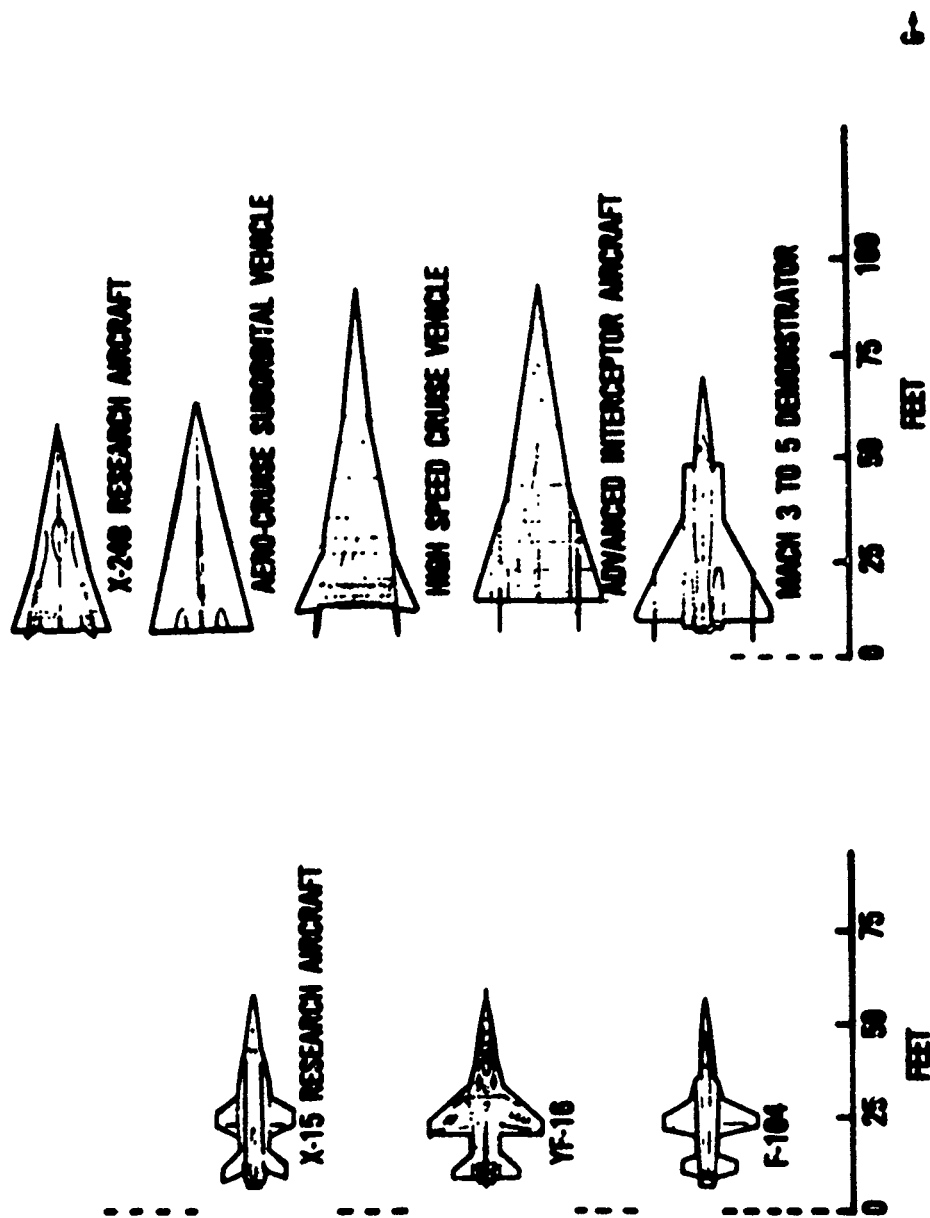 X-24B RESEARCH AIRCRAFT
AERO-CRUISE SUBORBITAL VEHICLE
HIGH SPEED CRUISE VEHICLE
ADVANCED INTERCEPTOR AIRCRAFT
MACH 3 TO 5 DEMONSTRATOR
0 25 50 75 100
FEET
X-15 RESEARCH AIRCRAFT
YF-16
F-104
0 25 50 75
FEET